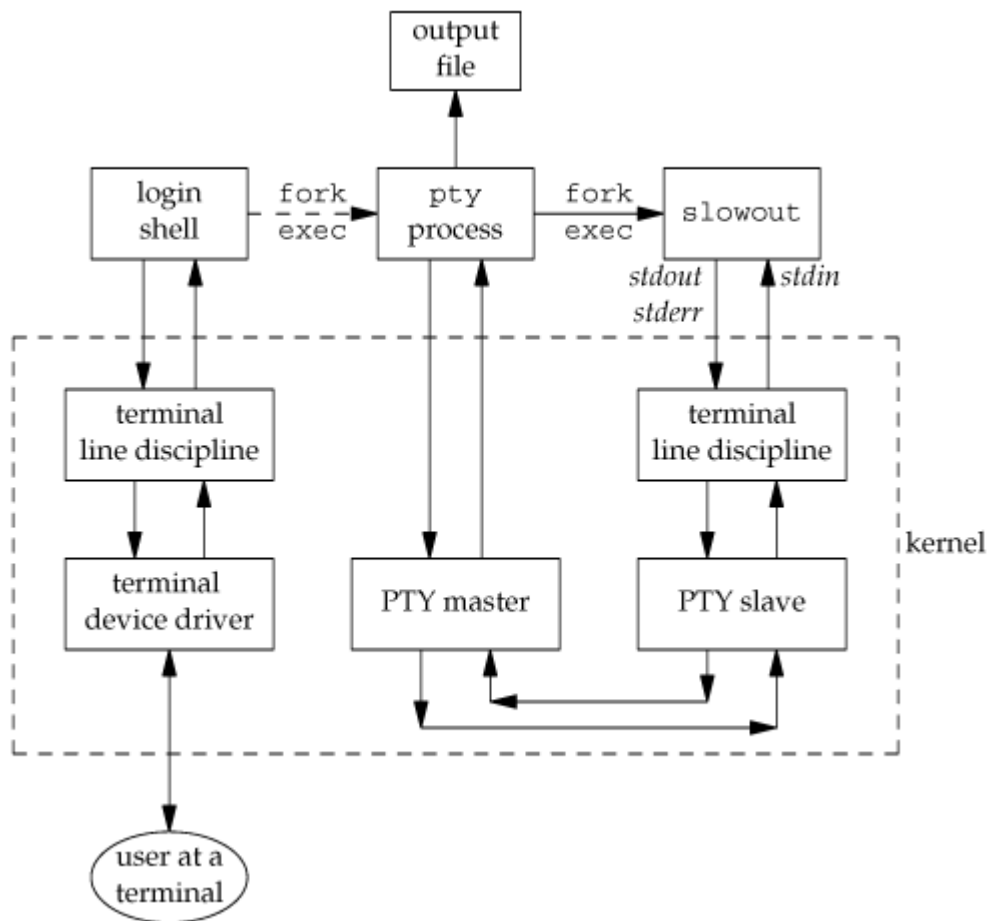 output
file
login
shell
fork
exec
pty
process
fork
exec
slowout
stdout
stderr
stdin
terminal
line discipline
terminal
line discipline
kernel
terminal
device driver
PTY master
PTY slave
user at a
terminal